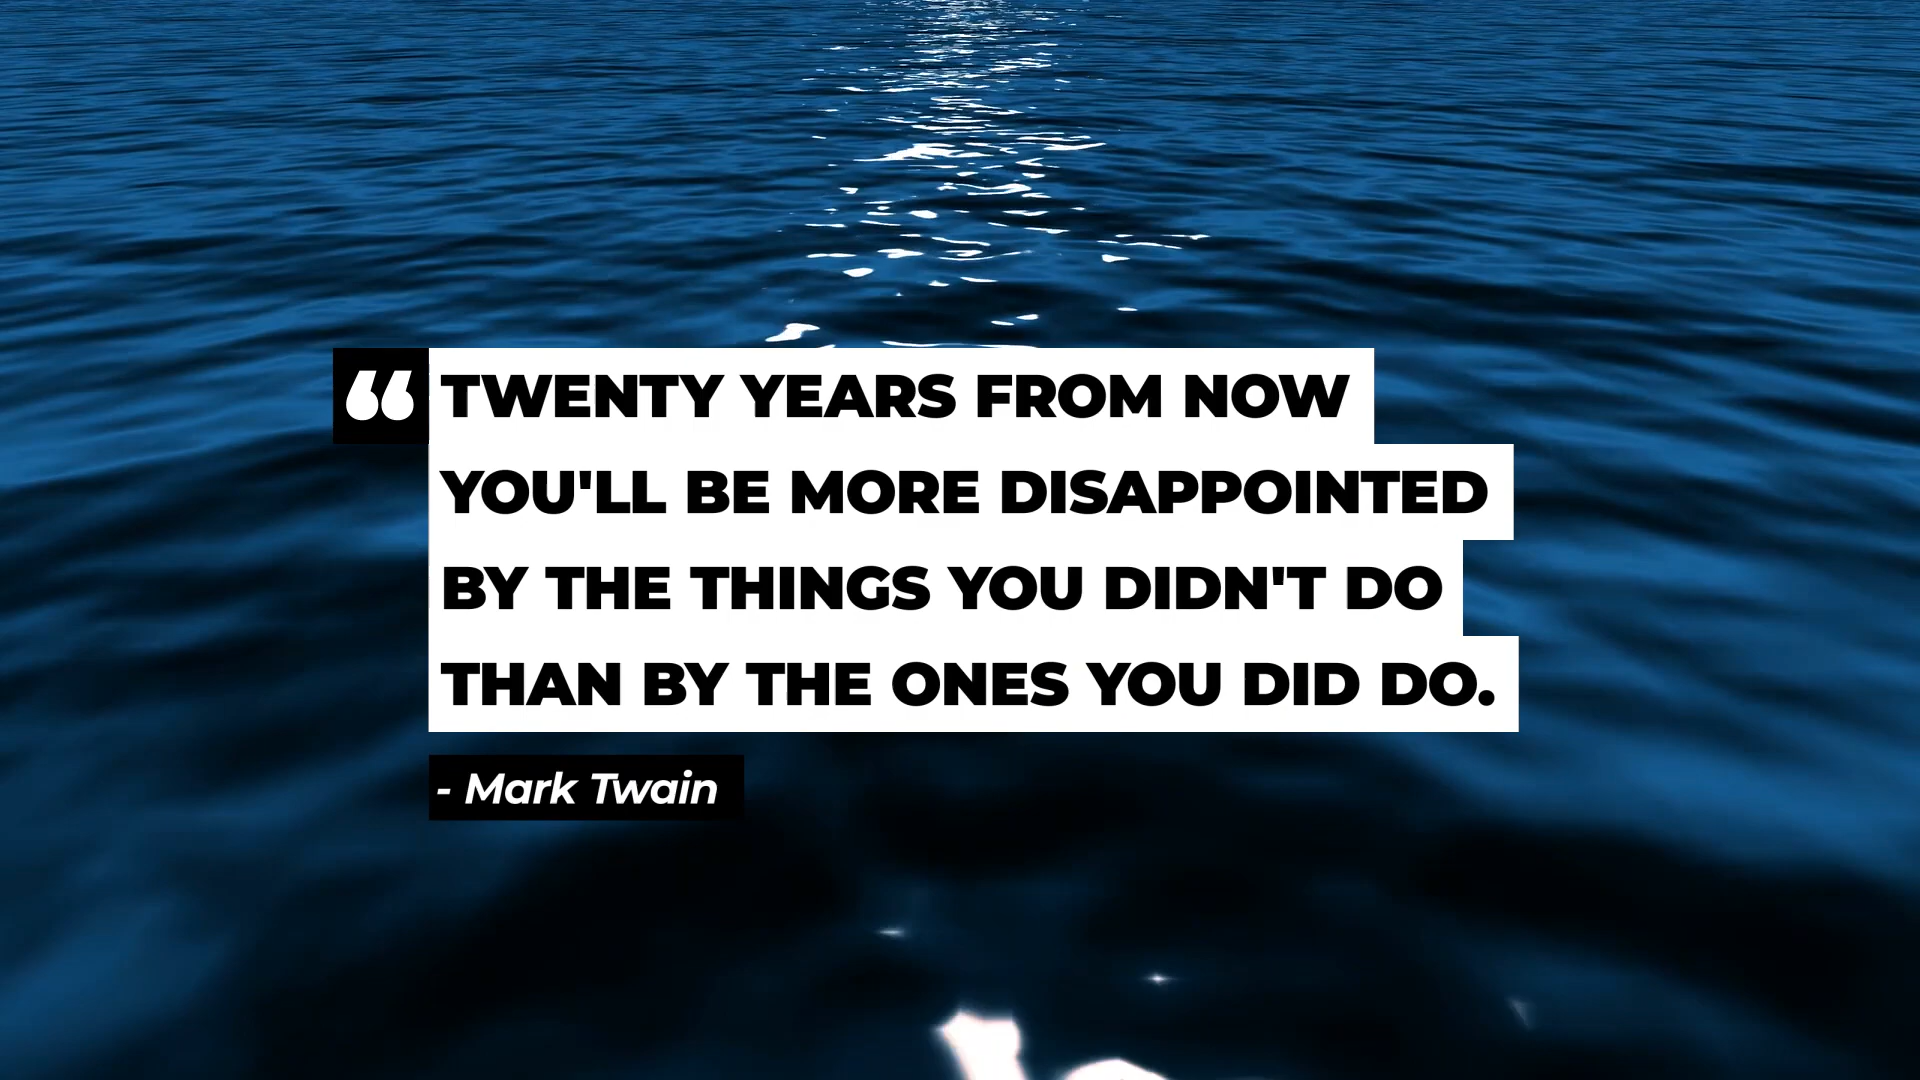 “ TWENTY YEARS FROM NOW
YOU'LL BE MORE DISAPPOINTED
BY THE THINGS YOU DIDN'T DO
THAN BY THE ONES YOU DID DO.
- Mark Twain